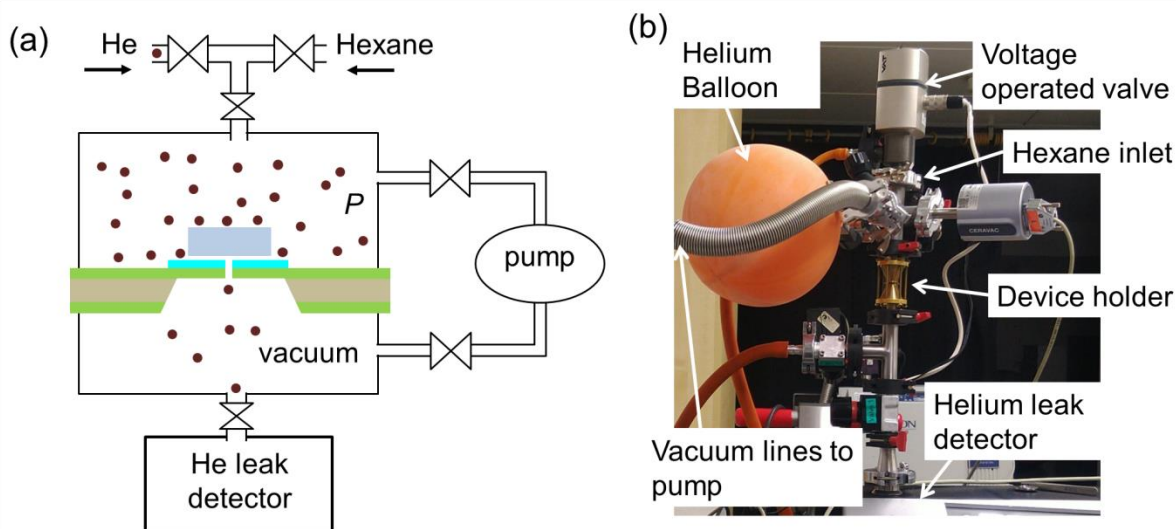 (a)
He
Hexane
P
pump
vacuum
He leak
detector
(b)
Helium
Balloon
Voltage
operated valve
Hexane inlet
CERAVAC
Device holder
Helium leak
detector
Vacuum lines to
pump